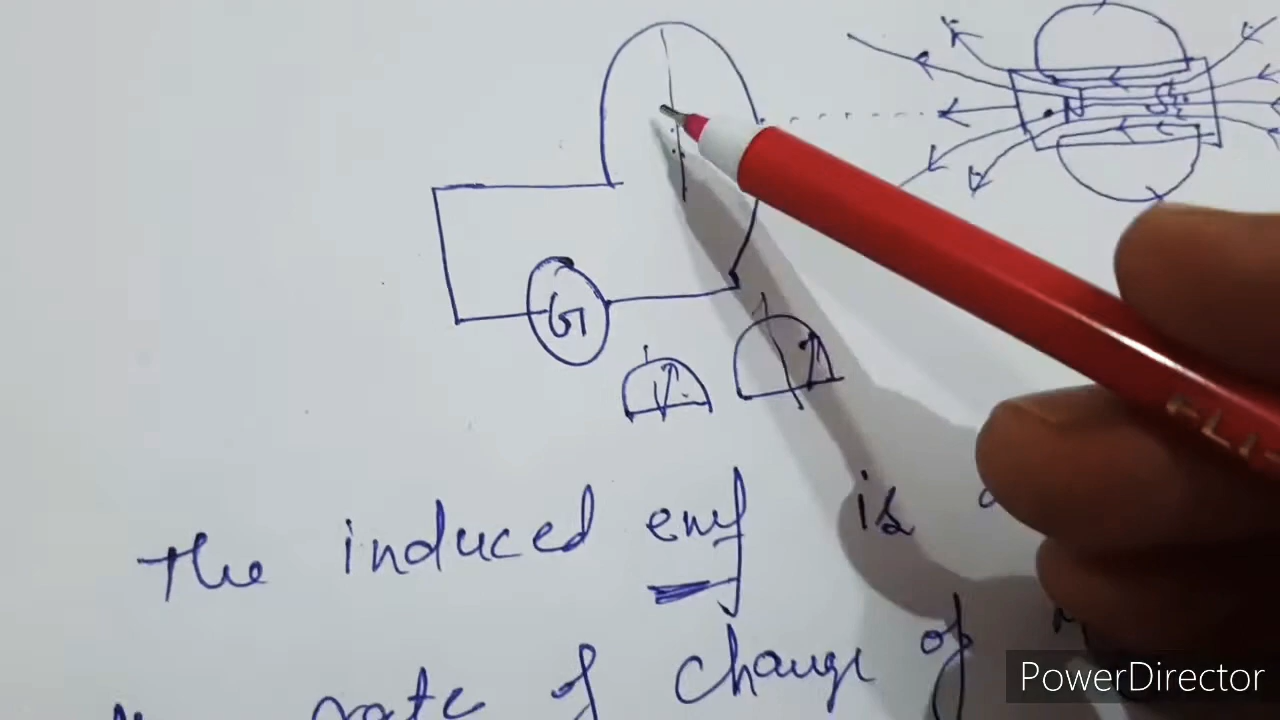 N S
G
The induced emf is
rate of change of
PowerDirector